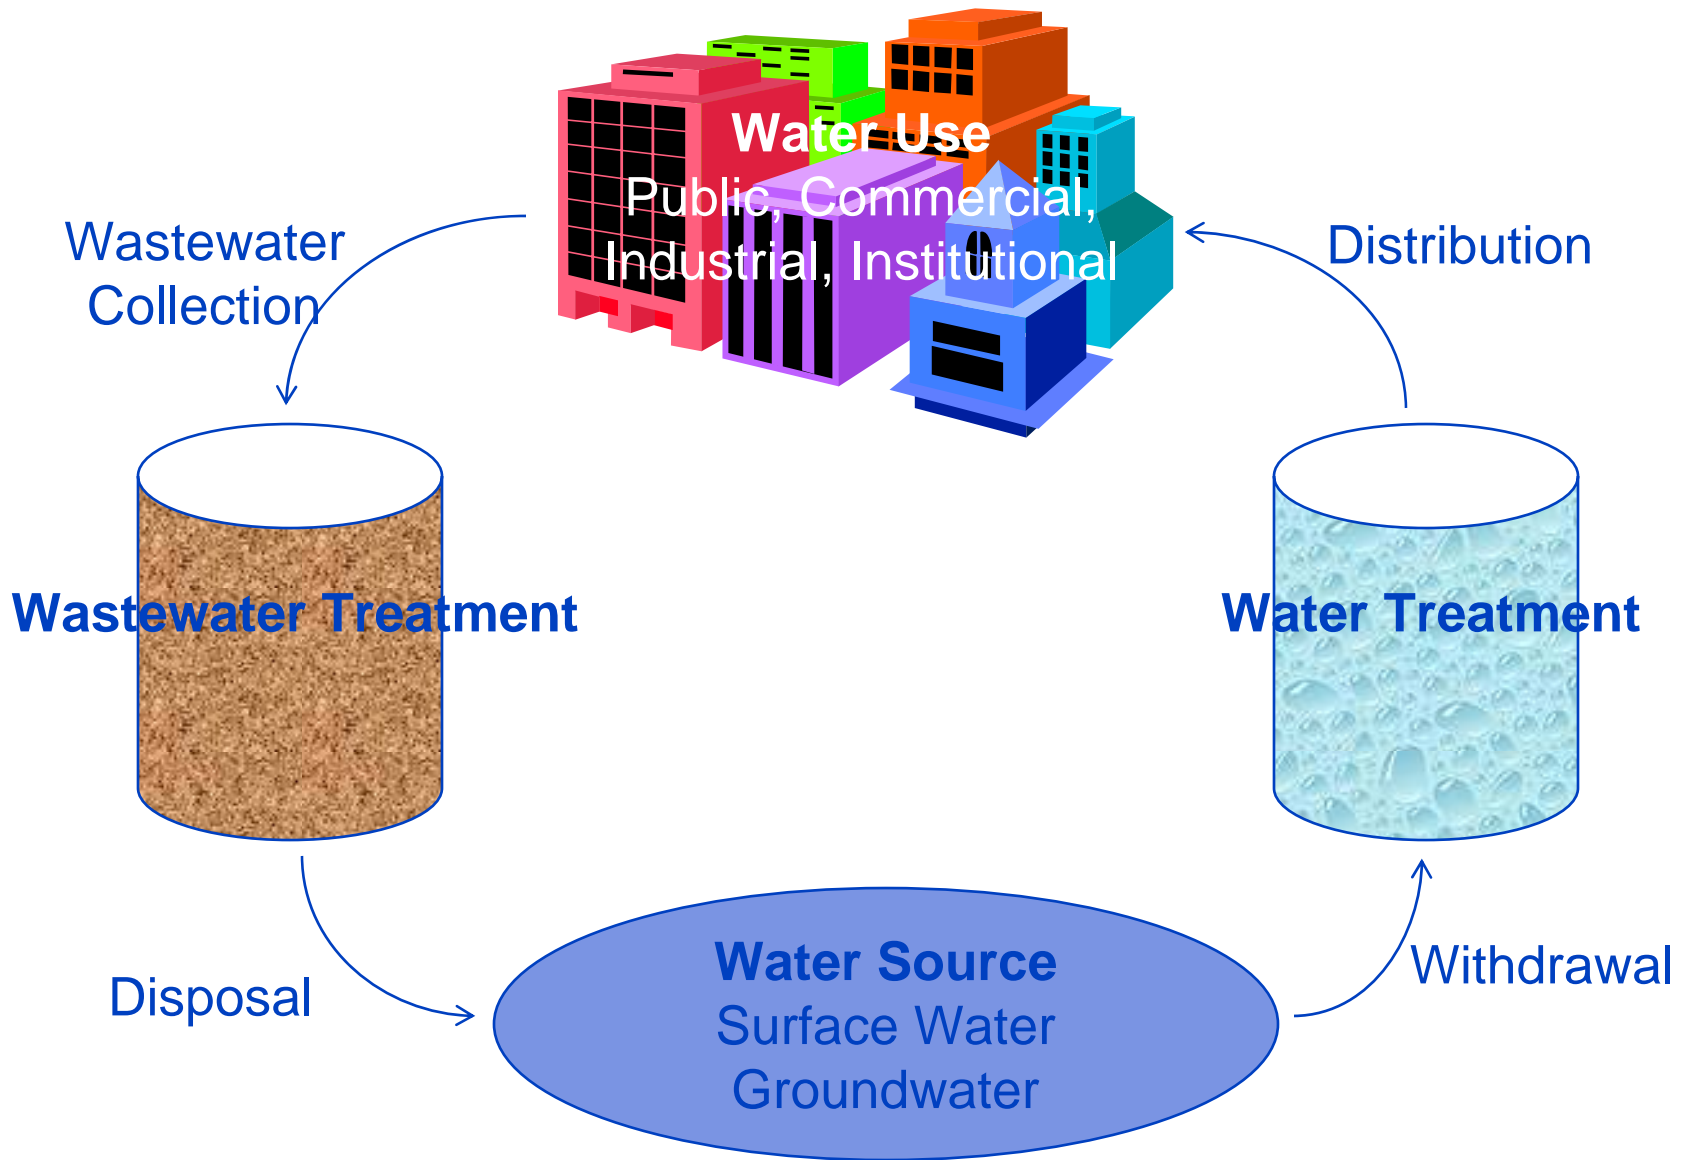 Water Use
Public, Commercial,
Industrial, Institutional
Wastewater
Collection
Distribution
Wastewater Treatment
Water Treatment
Disposal
Water Source
Surface Water
Groundwater
Withdrawal